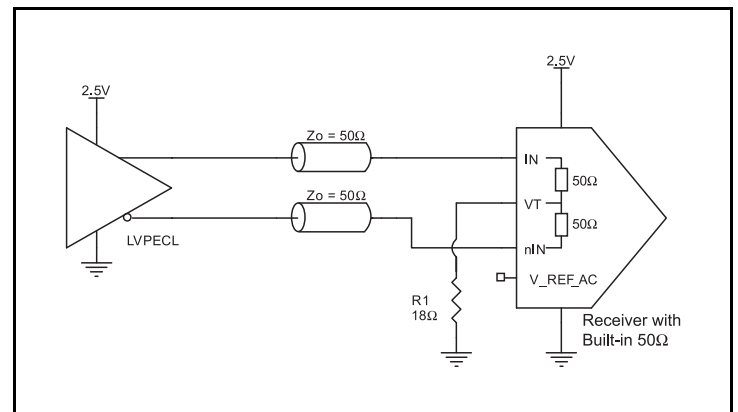 2.5V
2.5V
Zo = 50Ω
IN
50Ω
Zo = 50Ω
VT
50Ω
LVPECL
nIN
V_REF_AC
R1
18Ω
Receiver with
Built-in 50Ω